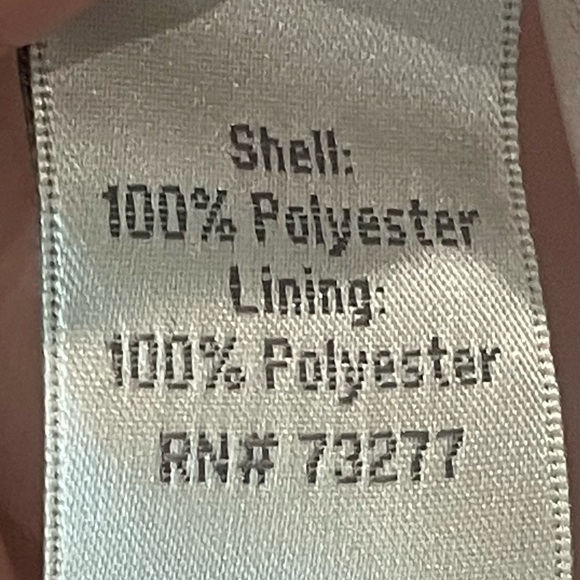 Shell:
100% Polyester
Lining:
100% Polyester
RN# 73277